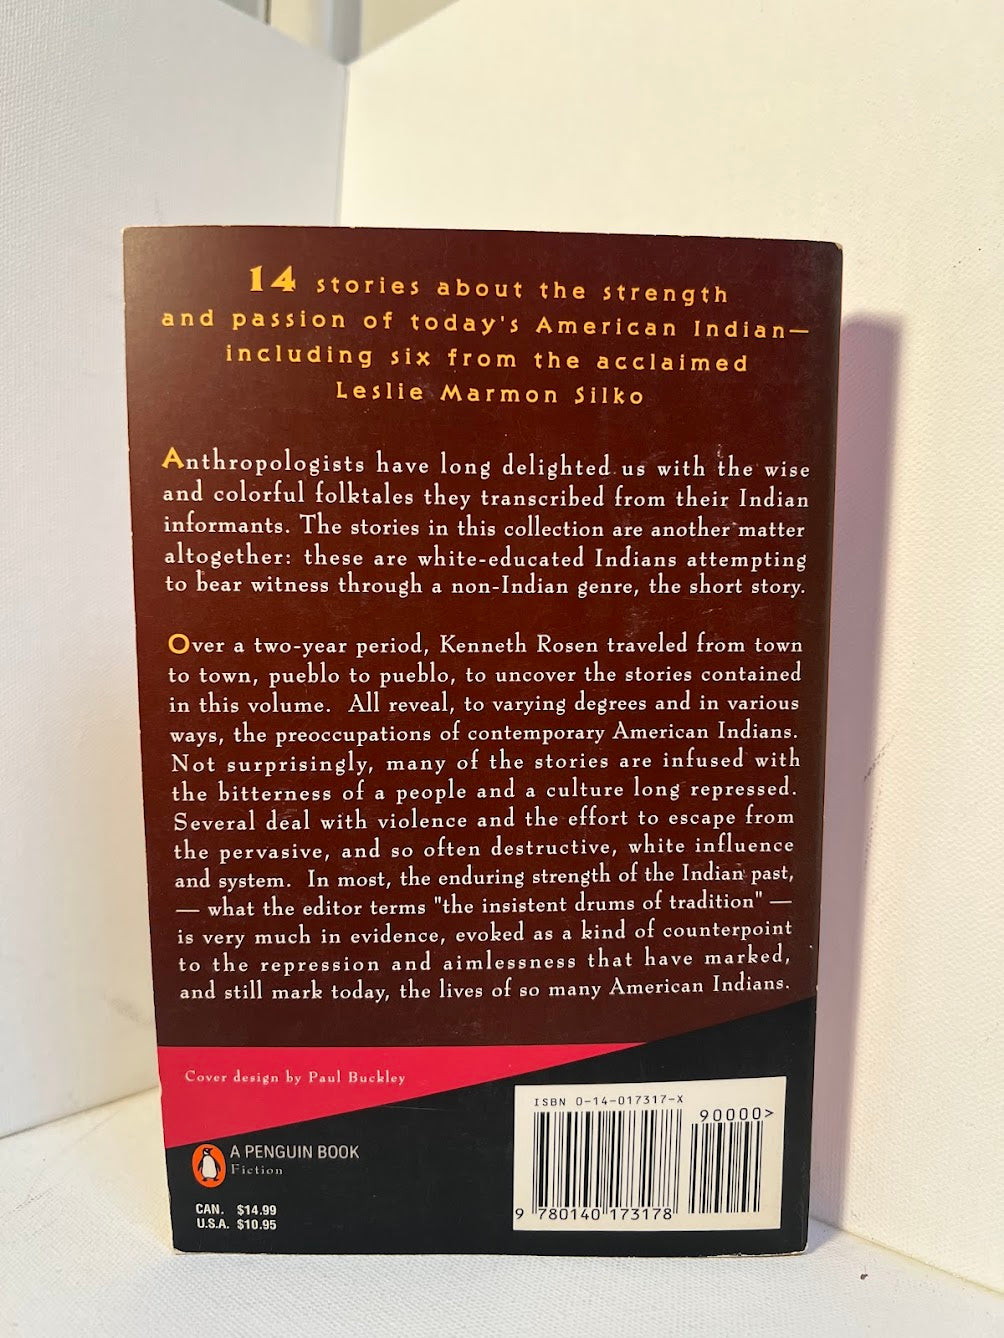 14 stories about the strength
and passion of today's American Indian—
including six from the acclaimed
Leslie Marmon Silko
Anthropologists have long delighted us with the wise
and colorful folktales they transcribed from their Indian
informants. The stories in this collection are another matter
altogether: these are white-educated Indians attempting
to bear witness through a non-Indian genre, the short story.
Over a two-year period, Kenneth Rosen traveled from town
to town, pueblo to pueblo, to uncover the stories contained
in this volume. All reveal, to varying degrees and in various
ways, the preoccupations of contemporary American Indians.
Not surprisingly, many of the stories are infused with
the bitterness of a people and a culture long repressed.
Several deal with violence and the effort to escape from
the pervasive, and so often destructive, white influence
and system. In most, the enduring strength of the Indian past,
— what the editor terms "the insistent drums of tradition" —
is very much in evidence, evoked as a kind of counterpoint
to the repression and aimlessness that have marked,
and still mark today, the lives of so many American Indians.
Cover design by Paul Buckley
A PENGUIN BOOK
Fiction
CAN. $14.99
U.S.A. $10.95
ISBN 0-14-017317-X
90000>
9 780140 173178